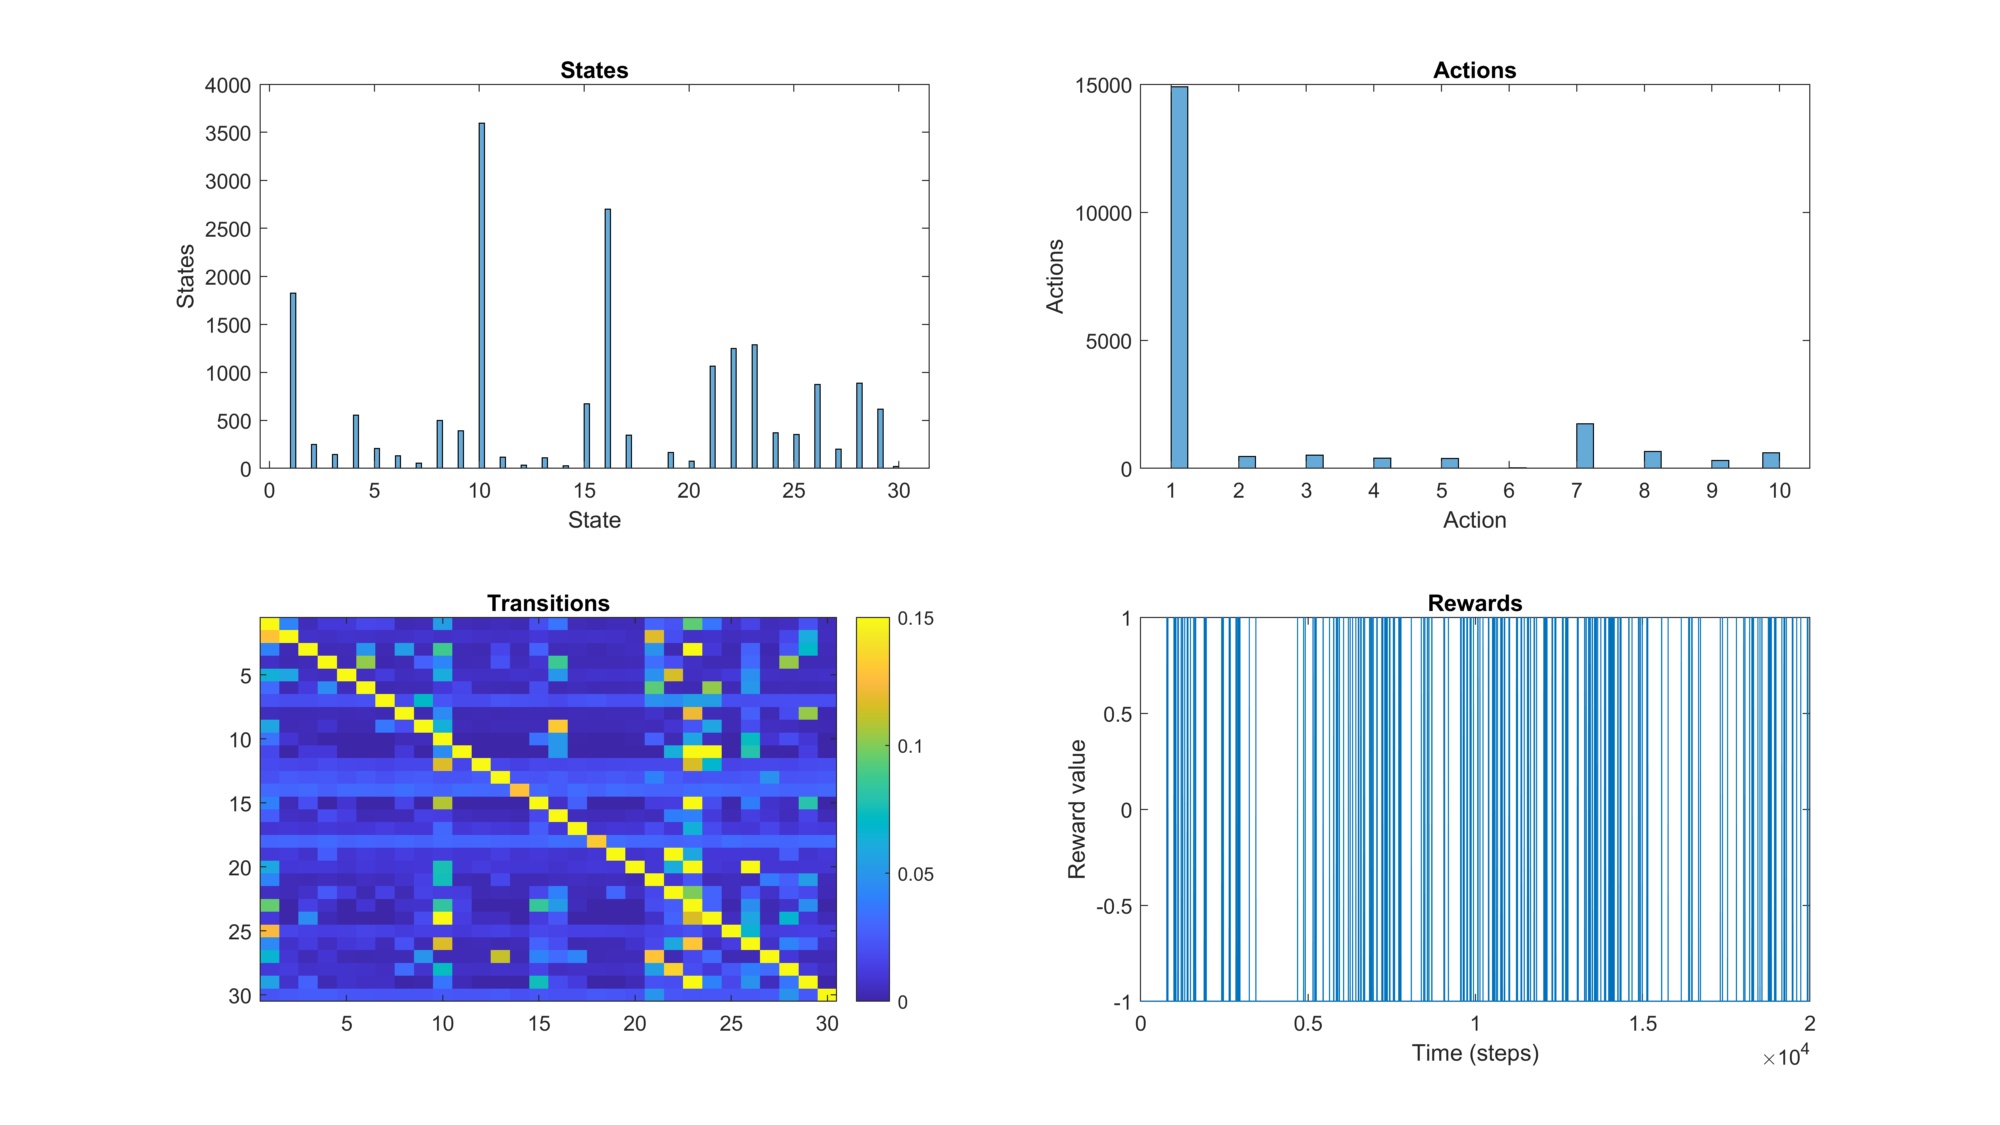 States
4000
3500
3000
2500
2000
1500
1000
500
0
States
0 5 10 15 20 25 30
State
Actions
15000
10000
5000
0
Actions
1 2 3 4 5 6 7 8 9 10
Action
Transitions
5
10
15
20
25
30
5 10 15 20 25 30
0.15
0.1
0.05
0
Rewards
1
0.5
0
-0.5
-1
Reward value
0 0.5 1 1.5 2
Time (steps)
×10⁴